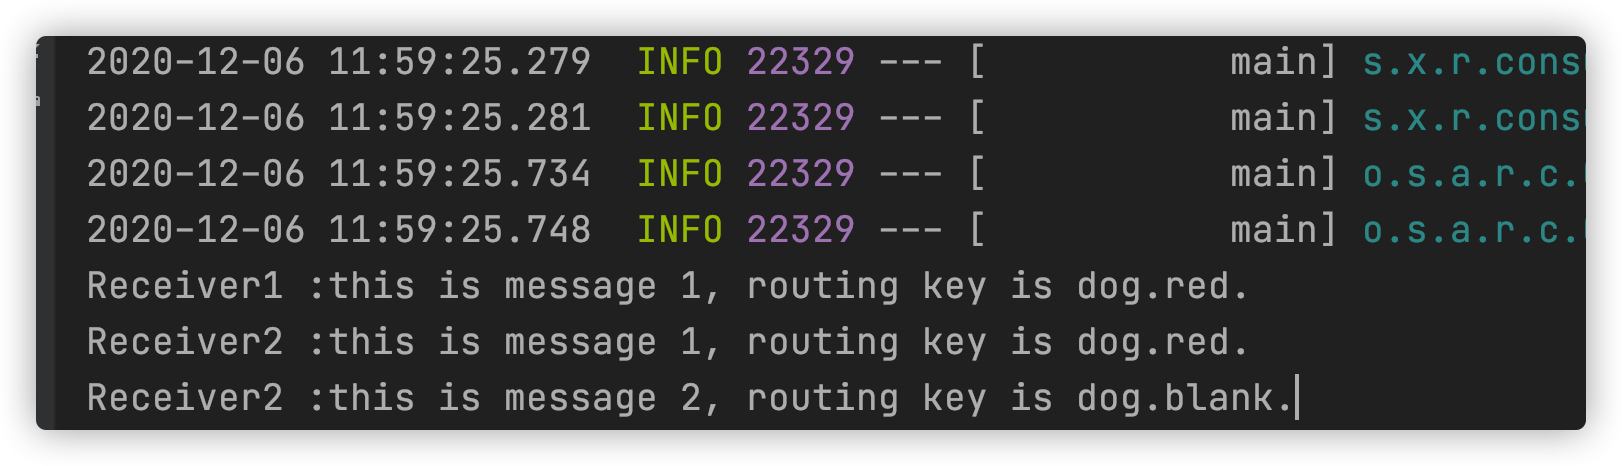 2020-12-06 11:59:25.279  INFO 22329 --- [           main] s.x.r.cons
2020-12-06 11:59:25.281  INFO 22329 --- [           main] s.x.r.cons
2020-12-06 11:59:25.734  INFO 22329 --- [           main] o.s.a.r.c.
2020-12-06 11:59:25.748  INFO 22329 --- [           main] o.s.a.r.c.
Receiver1 :this is message 1, routing key is dog.red.
Receiver2 :this is message 1, routing key is dog.red.
Receiver2 :this is message 2, routing key is dog.blank.